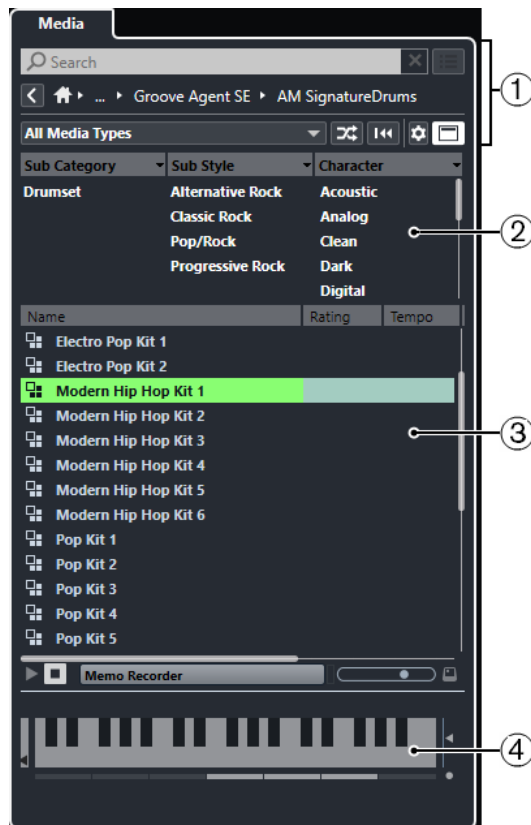 Media
Search
... Groove Agent SE AM SignatureDrums
1
All Media Types
Sub Category Sub Style Character
Drumset Alternative Rock Acoustic
Classic Rock Analog
Pop/Rock Clean
Progressive Rock Dark
Digital
2
Name Rating Tempo
Electro Pop Kit 1
Electro Pop Kit 2
Modern Hip Hop Kit 1
Modern Hip Hop Kit 2
Modern Hip Hop Kit 3
3
Modern Hip Hop Kit 4
Modern Hip Hop Kit 5
Modern Hip Hop Kit 6
Pop Kit 1
Pop Kit 2
Pop Kit 3
Pop Kit 4
Pop Kit 5
Memo Recorder
4